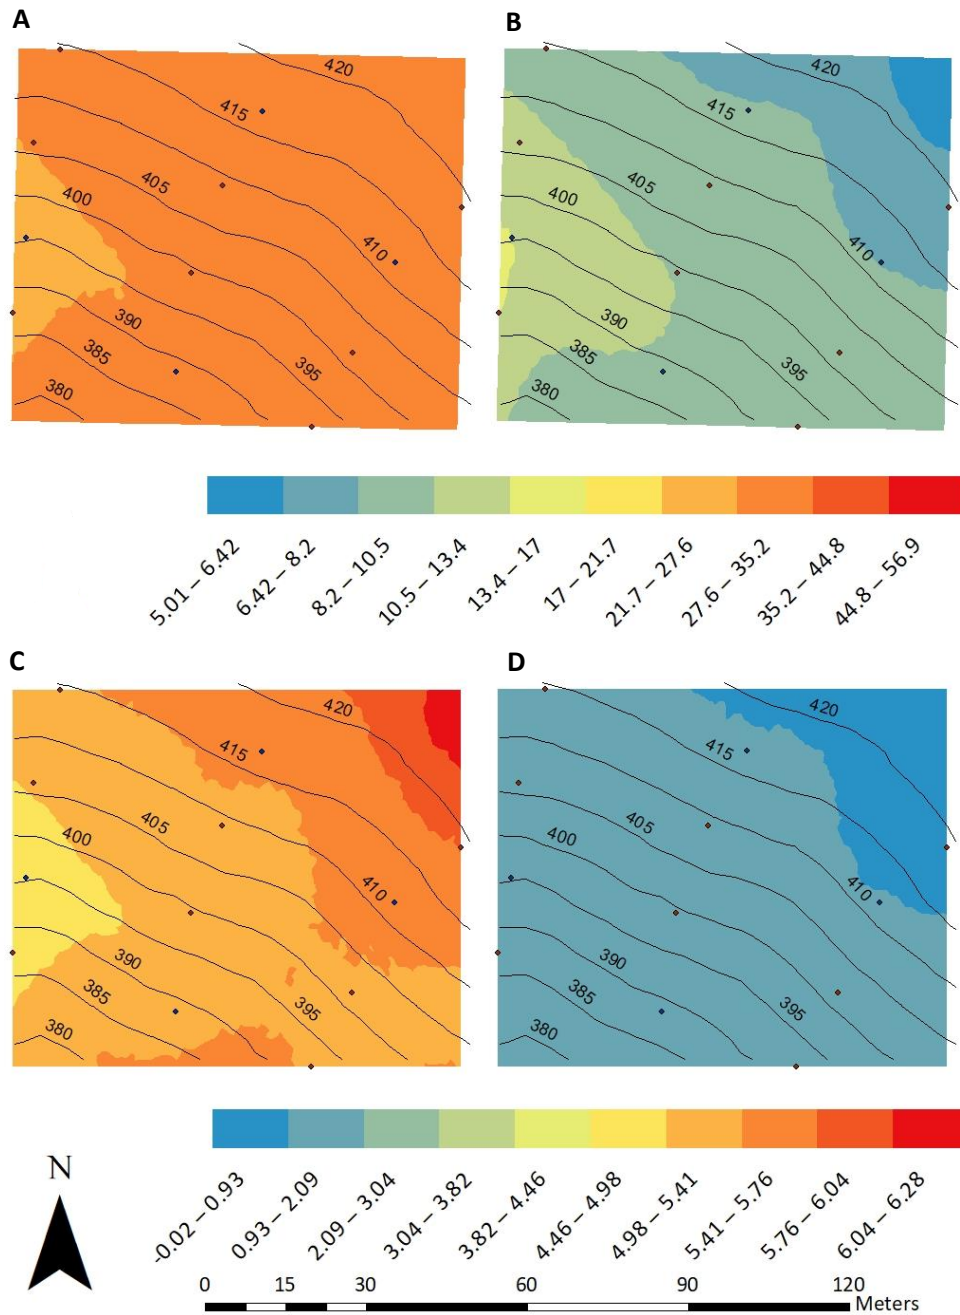 A B
420 420
415 415
405 405
400 400
410 410
390 390
385 385
395 395
380 380
5.01 – 6.42
6.42 – 8.2
8.2 – 10.5
10.5 – 13.4
13.4 – 17
17 – 21.7
21.7 – 27.6
27.6 – 35.2
35.2 – 44.8
44.8 – 56.9
C D
420 420
415 415
405 405
400 400
410 410
390 390
385 385
395 395
380 380
-0.02 – 0.93
0.93 – 2.09
2.09 – 3.04
3.04 – 3.82
3.82 – 4.46
4.46 – 4.98
4.98 – 5.41
5.41 – 5.76
5.76 – 6.04
6.04 – 6.28
N
0 15 30 60 90 120
Meters